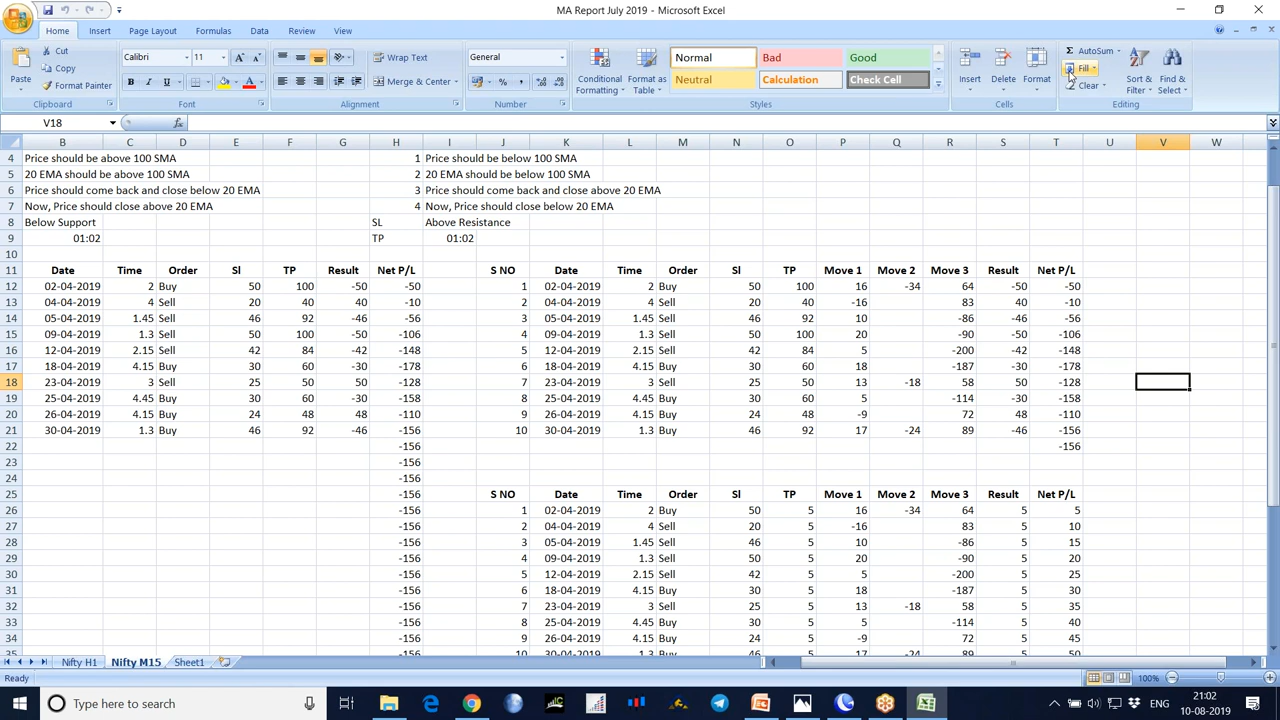 MA Report July 2019 - Microsoft Excel
Home Insert Page Layout Formulas Data Review View
Paste Cut Copy Format Painter Clipboard
Calibri 11 B I U Font
Wrap Text Merge & Center Alignment
General % , Number
Conditional Formatting Format as Table Normal Bad Good Neutral Calculation Check Cell Styles
Insert Delete Format Cells
Σ AutoSum Fill Clear Sort & Filter Find & Select Editing
V18 fx
B C D E F G H I J K L M N O P Q R S T U V W
4 Price should be above 100 SMA 1 Price should be below 100 SMA
5 20 EMA should be above 100 SMA 2 20 EMA should be below 100 SMA
6 Price should come back and close below 20 EMA 3 Price should come back and close above 20 EMA
7 Now, Price should close above 20 EMA 4 Now, Price should close below 20 EMA
8 Below Support SL Above Resistance
9 01:02 TP 01:02
10
11 Date Time Order Sl TP Result Net P/L S NO Date Time Order Sl TP Move 1 Move 2 Move 3 Result Net P/L
12 02-04-2019 2 Buy 50 100 -50 -50 1 02-04-2019 2 Buy 50 100 16 -34 64 -50 -50
13 04-04-2019 4 Sell 20 40 40 -10 2 04-04-2019 4 Sell 20 40 -16 83 40 -10
14 05-04-2019 1.45 Sell 46 92 -46 -56 3 05-04-2019 1.45 Sell 46 92 10 -86 -46 -56
15 09-04-2019 1.3 Sell 50 100 -50 -106 4 09-04-2019 1.3 Sell 50 100 20 -90 -50 -106
16 12-04-2019 2.15 Sell 42 84 -42 -148 5 12-04-2019 2.15 Sell 42 84 5 -200 -42 -148
17 18-04-2019 4.15 Buy 30 60 -30 -178 6 18-04-2019 4.15 Buy 30 60 18 -187 -30 -178
18 23-04-2019 3 Sell 25 50 50 -128 7 23-04-2019 3 Sell 25 50 13 -18 58 50 -128
19 25-04-2019 4.45 Buy 30 60 -30 -158 8 25-04-2019 4.45 Buy 30 60 5 -114 -30 -158
20 26-04-2019 4.15 Buy 24 48 48 -110 9 26-04-2019 4.15 Buy 24 48 -9 72 48 -110
21 30-04-2019 1.3 Buy 46 92 -46 -156 10 30-04-2019 1.3 Buy 46 92 17 -24 89 -46 -156
22 -156 -156
23 -156
24 -156
25 -156 S NO Date Time Order Sl TP Move 1 Move 2 Move 3 Result Net P/L
26 -156 1 02-04-2019 2 Buy 50 5 16 -34 64 5 5
27 -156 2 04-04-2019 4 Sell 20 5 -16 83 5 10
28 -156 3 05-04-2019 1.45 Sell 46 5 10 -86 5 15
29 -156 4 09-04-2019 1.3 Sell 50 5 20 -90 5 20
30 -156 5 12-04-2019 2.15 Sell 42 5 5 -200 5 25
31 -156 6 18-04-2019 4.15 Buy 30 5 18 -187 5 30
32 -156 7 23-04-2019 3 Sell 25 5 13 -18 58 5 35
33 -156 8 25-04-2019 4.45 Buy 30 5 5 -114 5 40
34 -156 9 26-04-2019 4.15 Buy 24 5 -9 72 5 45
35 -156 10 30-04-2019 1.3 Buy 46 5 17 -24 89 5 50
Nifty H1 Nifty M15 Sheet1
Ready 100%
Type here to search ENG 21:02
10-08-2019